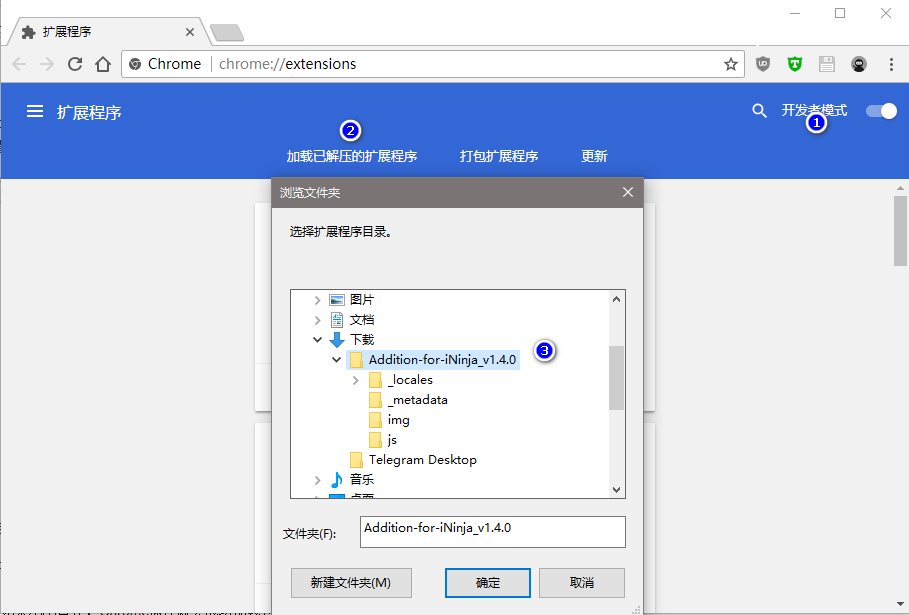 扩展程序
Chrome | chrome://extensions
扩展程序
开发者模式
1
2
加载已解压的扩展程序 打包扩展程序 更新
浏览文件夹
选择扩展程序目录。
图片
文档
下载
Addition-for-iNinja_v1.4.0
3
_locales
_metadata
img
js
Telegram Desktop
音乐
桌面
文件夹(F): Addition-for-iNinja_v1.4.0
新建文件夹(M) 确定 取消